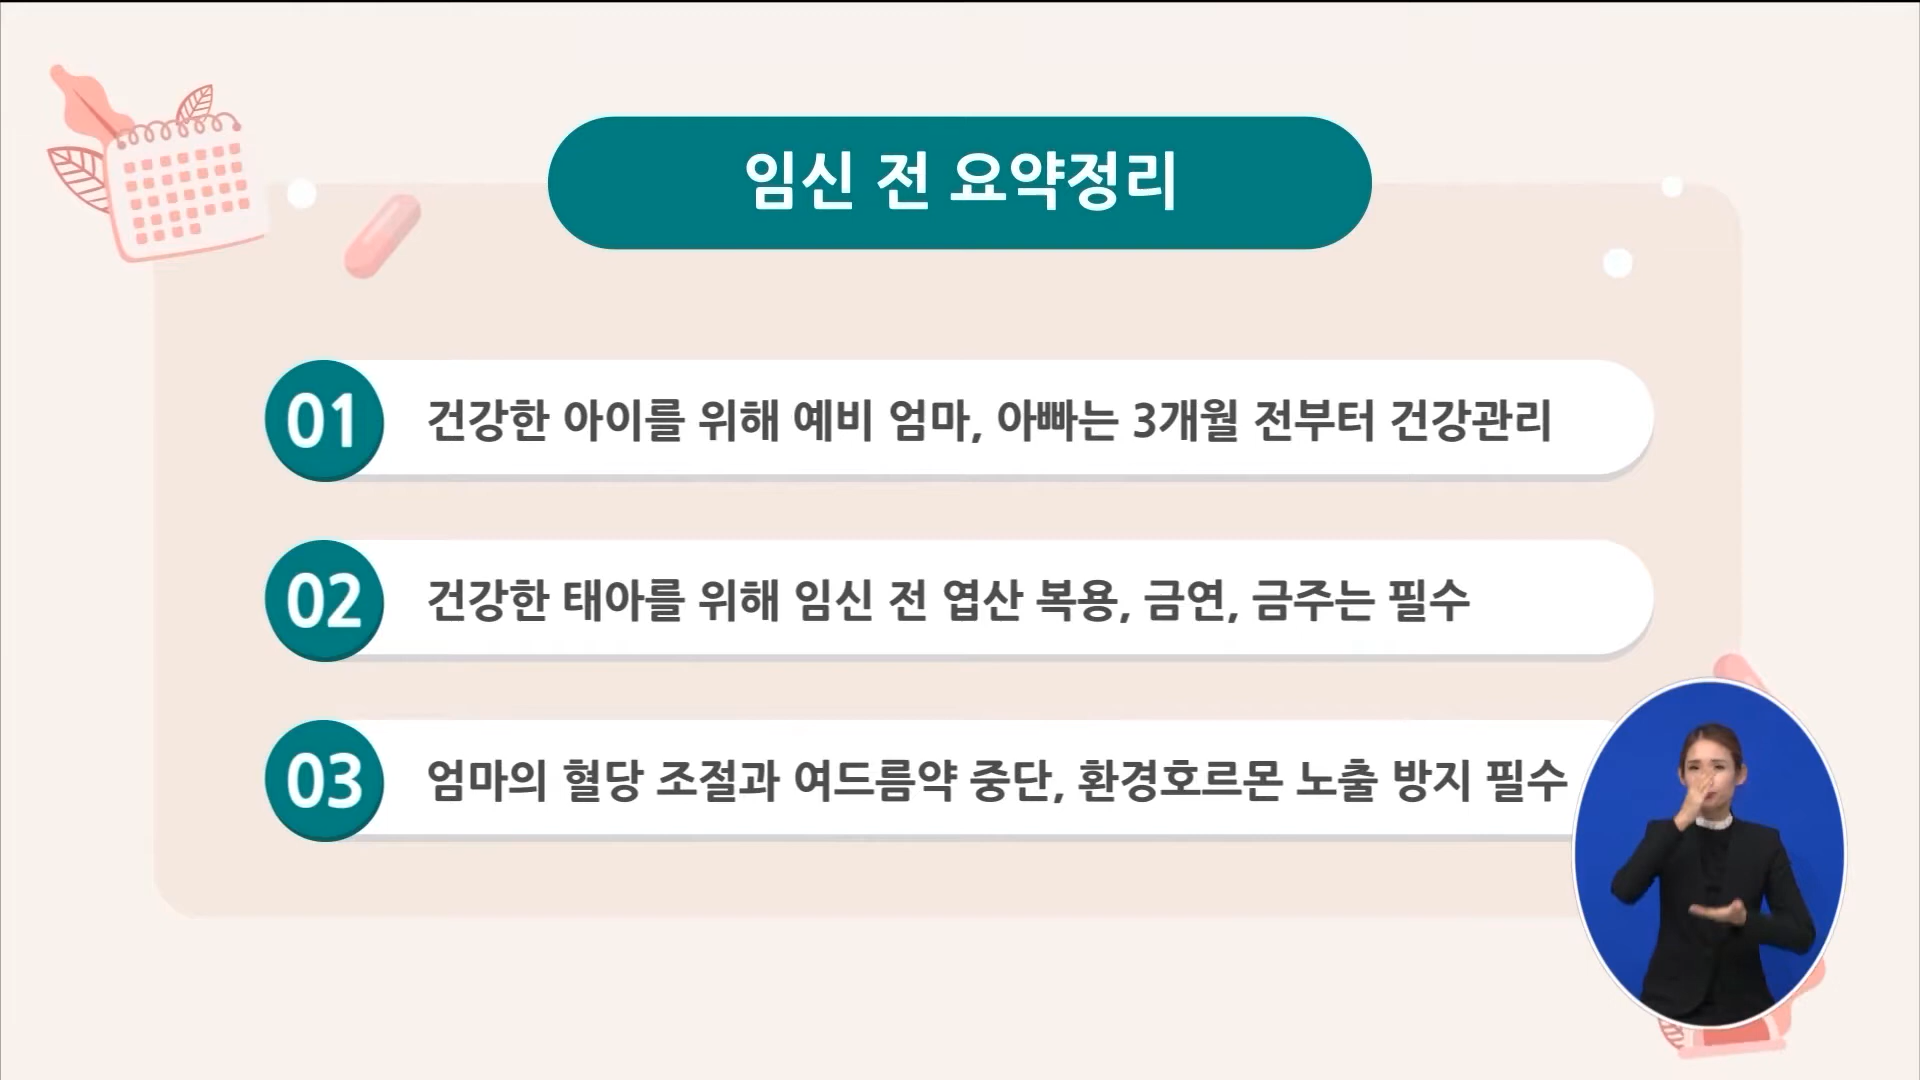 임신 전 요약정리
01 건강한 아이를 위해 예비 엄마, 아빠는 3개월 전부터 건강관리
02 건강한 태아를 위해 임신 전 엽산 복용, 금연, 금주는 필수
03 엄마의 혈당 조절과 여드름약 중단, 환경호르몬 노출 방지 필수